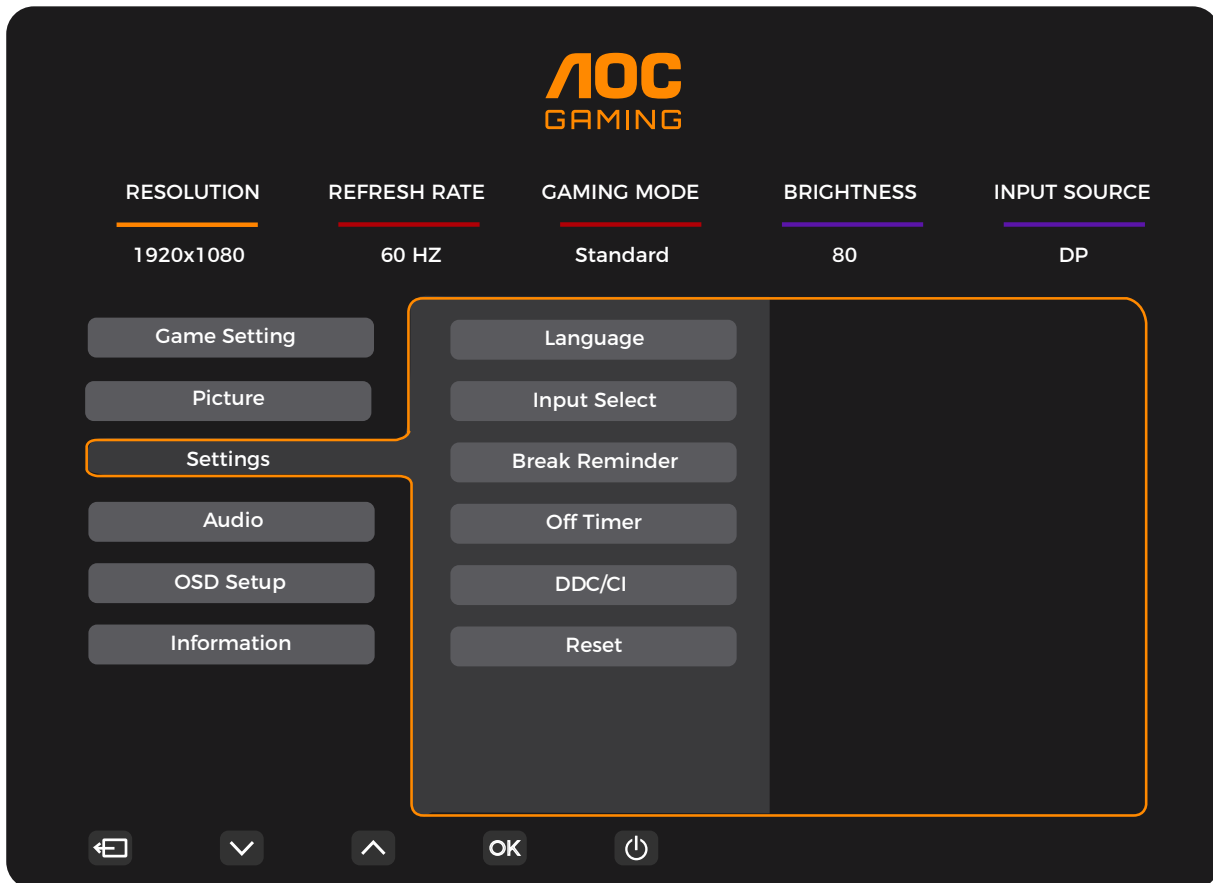 AOC
GAMING
RESOLUTION REFRESH RATE GAMING MODE BRIGHTNESS INPUT SOURCE
1920x1080 60 HZ Standard 80 DP
Game Setting
Picture
Settings
Audio
OSD Setup
Information
Language
Input Select
Break Reminder
Off Timer
DDC/CI
Reset
OK